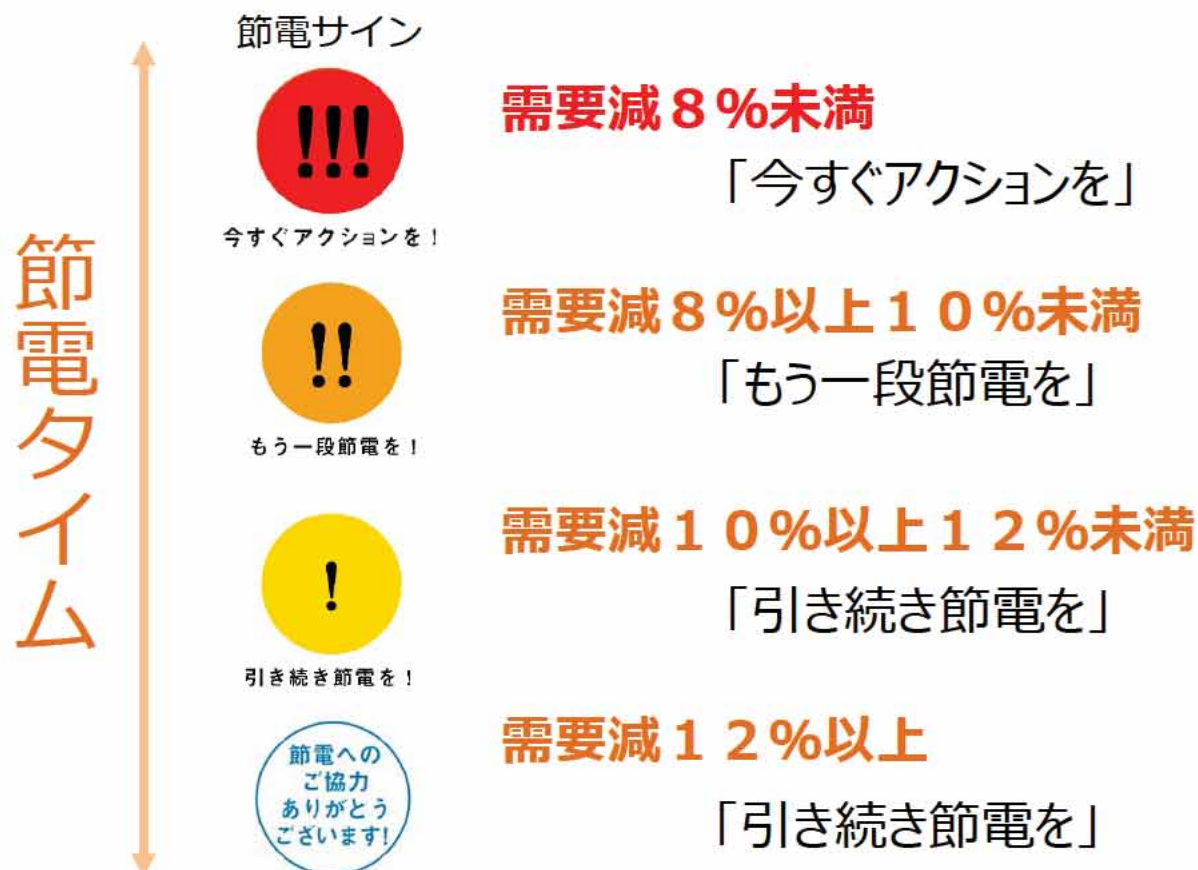 節電タイム
節電サイン
!!!
今すぐアクションを!
需要減8%未満
「今すぐアクションを」
!!
もう一段節電を!
需要減8%以上10%未満
「もう一段節電を」
!
引き続き節電を!
需要減10%以上12%未満
「引き続き節電を」
節電への
ご協力
ありがとう
ございます!
需要減12%以上
「引き続き節電を」